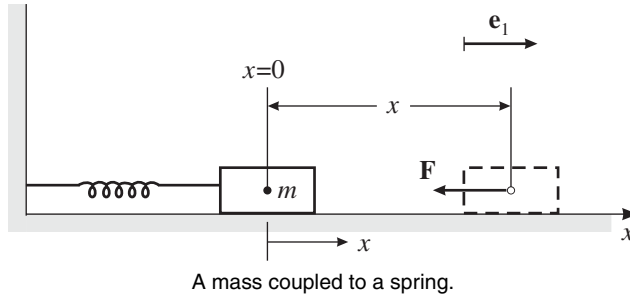 e₁
x=0
x
F
m
x
x
A mass coupled to a spring.